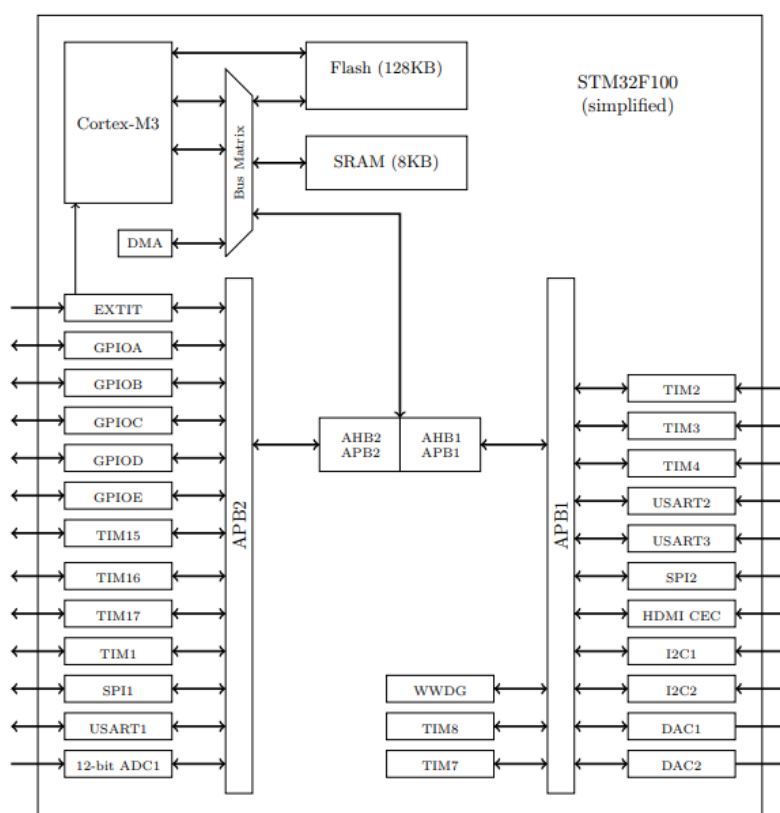 STM32F100
(simplified)
Cortex-M3
Flash (128KB)
SRAM (8KB)
Bus Matrix
DMA
EXTIT
GPIOA
GPIOB
GPIOC
GPIOD
GPIOE
TIM15
TIM16
TIM17
TIM1
SPI1
USART1
12-bit ADC1
APB2
AHB2
APB2
AHB1
APB1
APB1
WWDG
TIM8
TIM7
TIM2
TIM3
TIM4
USART2
USART3
SPI2
HDMI CEC
I2C1
I2C2
DAC1
DAC2